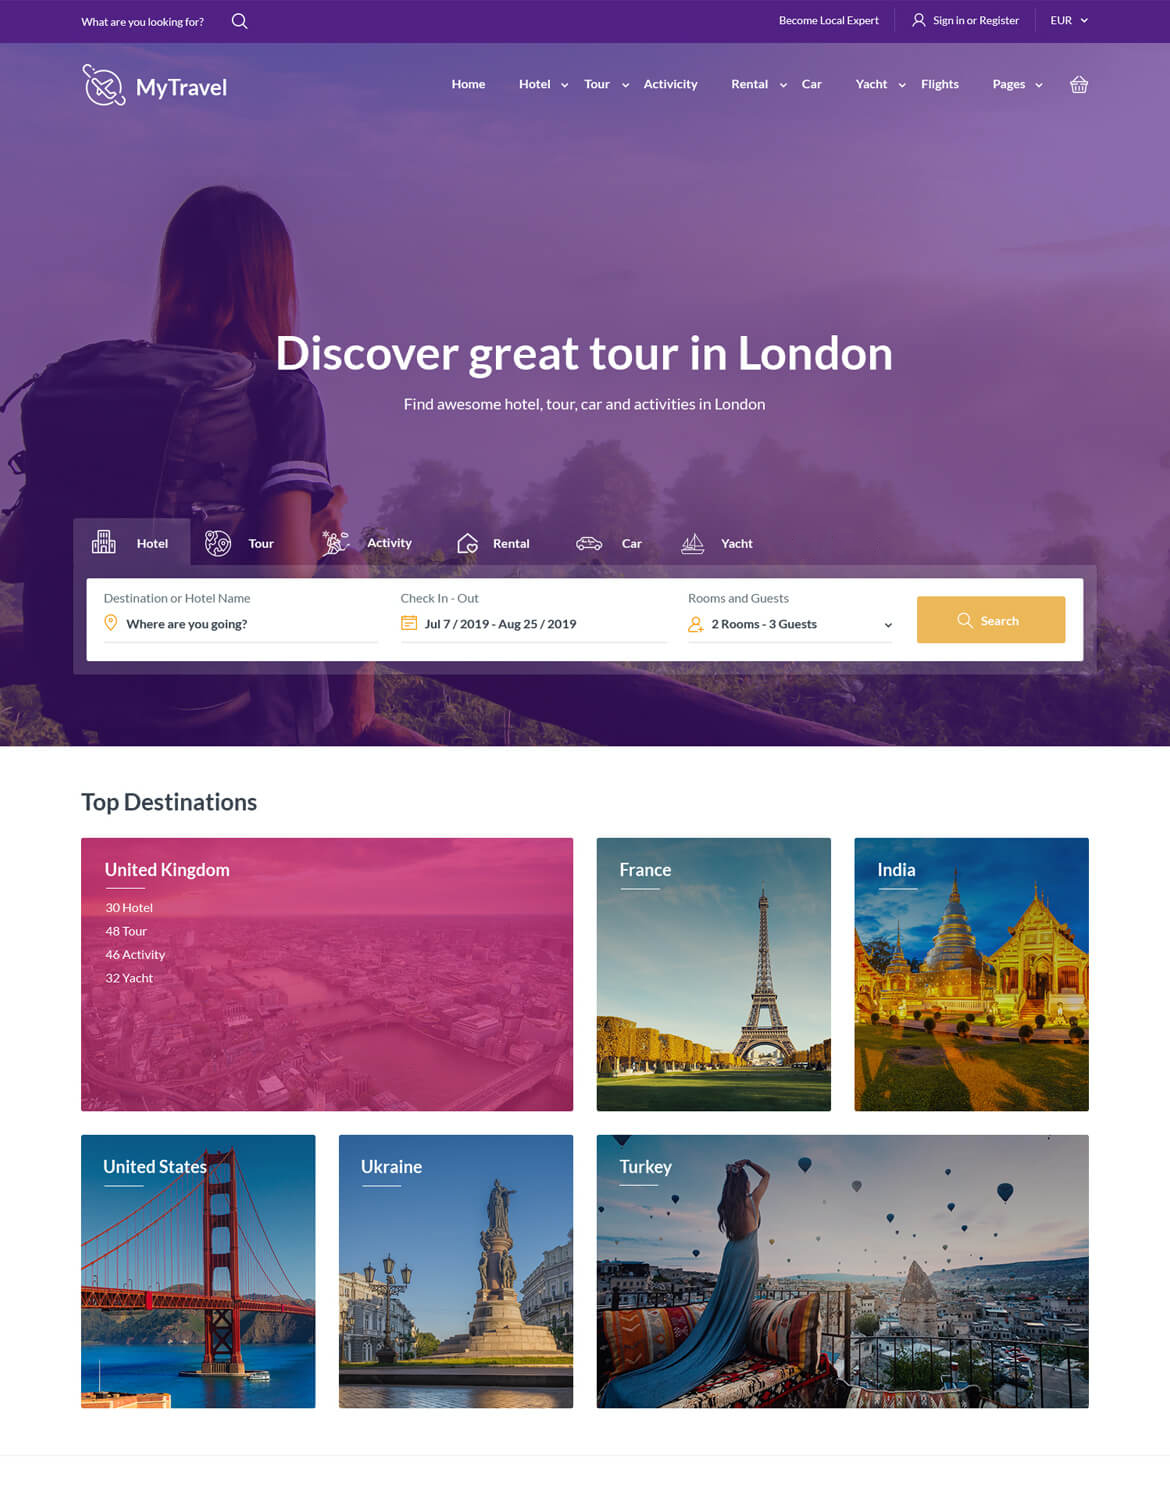 What are you looking for?
Become Local Expert
Sign in or Register
EUR
MyTravel
Home
Hotel
Tour
Activicity
Rental
Car
Yacht
Flights
Pages
Discover great tour in London
Find awesome hotel, tour, car and activities in London
Hotel
Tour
Activity
Rental
Car
Yacht
Destination or Hotel Name
Where are you going?
Check In - Out
Jul 7 / 2019 - Aug 25 / 2019
Rooms and Guests
2 Rooms - 3 Guests
Search
Top Destinations
United Kingdom
30 Hotel
48 Tour
46 Activity
32 Yacht
France
India
United States
Ukraine
Turkey